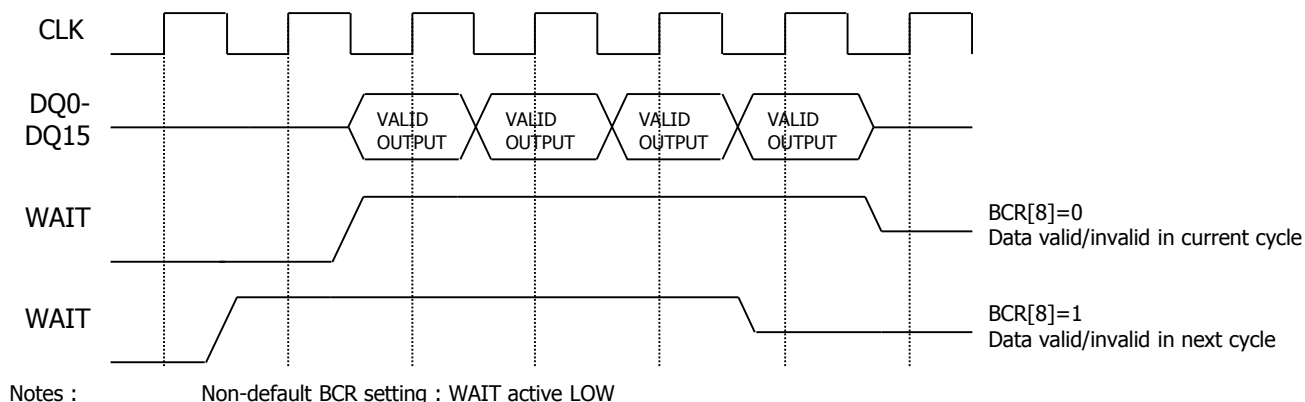 CLK
DQ0-
DQ15
VALID VALID VALID VALID
OUTPUT OUTPUT OUTPUT OUTPUT
WAIT
BCR[8]=0
Data valid/invalid in current cycle
WAIT
BCR[8]=1
Data valid/invalid in next cycle
Notes : Non-default BCR setting : WAIT active LOW